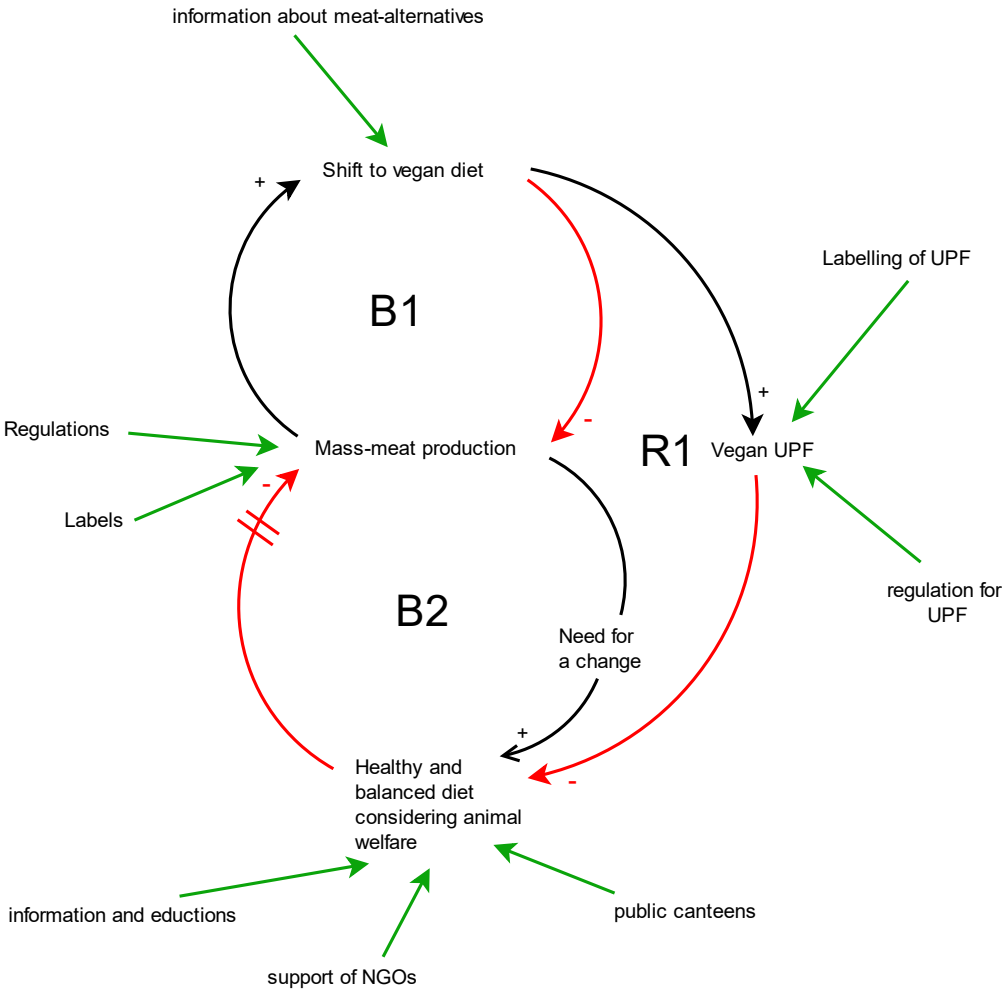 information about meat-alternatives
Shift to vegan diet
+
Labelling of UPF
B1
+
-
Regulations
Mass-meat production
R1
Vegan UPF
-
Labels
regulation for
UPF
B2
Need for
a change
+
-
Healthy and
balanced diet
considering animal
welfare
information and eductions
public canteens
support of NGOs